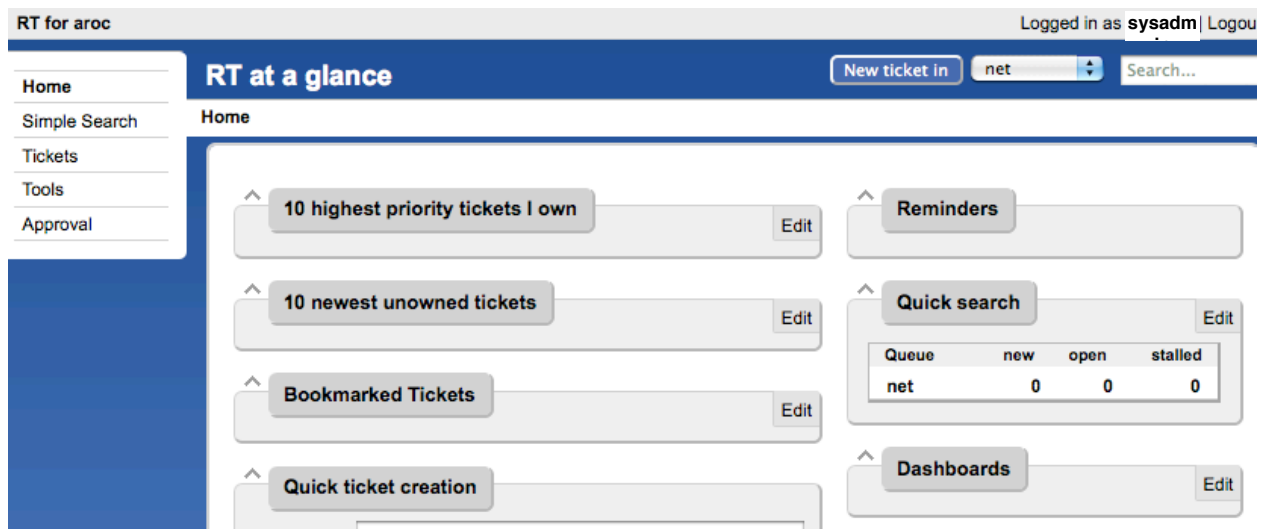 RT for aroc
Logged in as sysadm | Logou
RT at a glance
New ticket in
net
Search...
Home
Simple Search
Tickets
Tools
Approval
Home
10 highest priority tickets I own
Edit
10 newest unowned tickets
Edit
Bookmarked Tickets
Edit
Quick ticket creation
Reminders
Quick search
Edit
Queue new open stalled
net 0 0 0
Dashboards
Edit